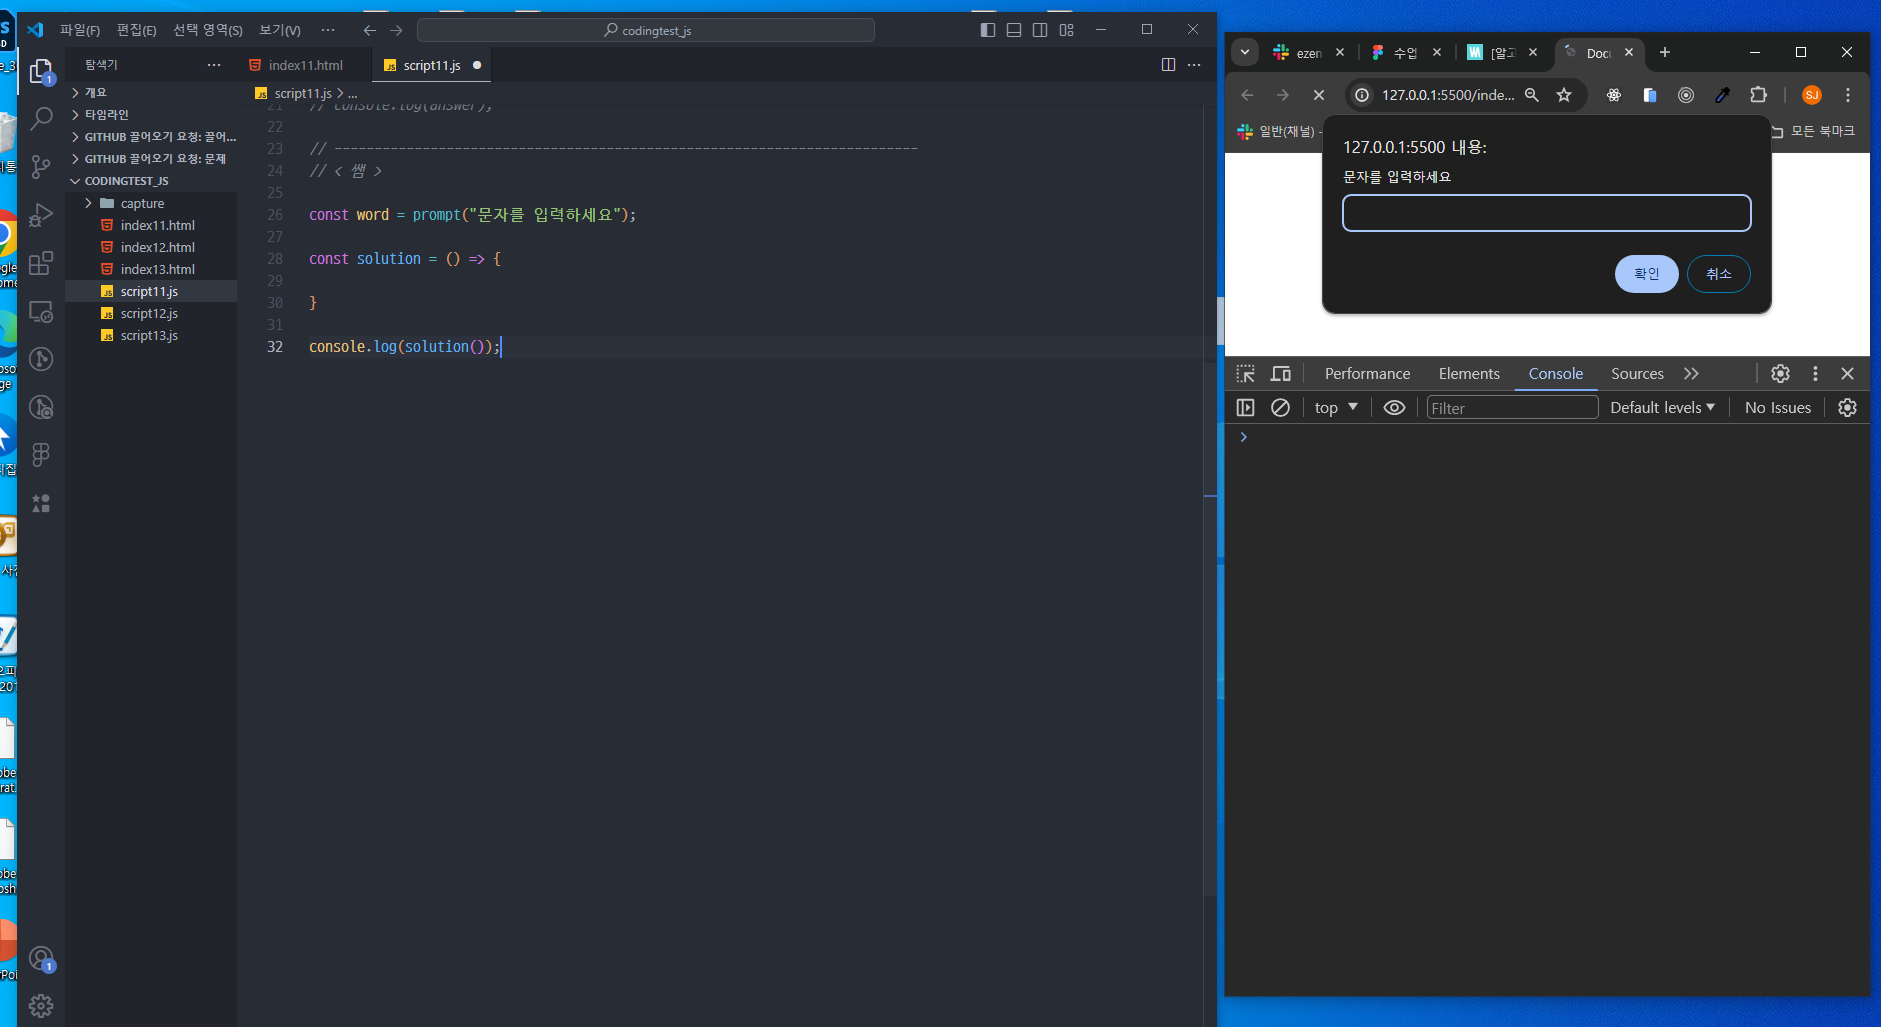 파일(F) 편집(E) 선택 영역(S) 보기(V) ··· codingtest_js
탐색기 ···
index11.html script11.js
script11.js > ...
개요
타임라인
GITHUB 끌어오기 요청: 끌어...
GITHUB 끌어오기 요청: 문제
CODINGTEST_JS
capture
index11.html
index12.html
index13.html
script11.js
script12.js
script13.js
21 // console.log(answer);
22
23 // -------------------------------------------------------------------------
24 // < 쌤 >
25
26 const word = prompt("문자를 입력하세요");
27
28 const solution = () => {
29
30 }
31
32 console.log(solution());
1
1
ezen 수업 [알고 Docu
127.0.0.1:5500/inde...
SJ
일반(채널) - 모든 북마크
127.0.0.1:5500 내용:
문자를 입력하세요
확인 취소
Performance Elements Console Sources
top Filter Default levels No Issues